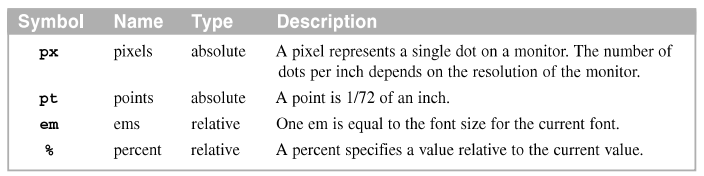 Symbol Name Type Description
px pixels absolute A pixel represents a single dot on a monitor. The number of
dots per inch depends on the resolution of the monitor.
pt points absolute A point is 1/72 of an inch.
em ems relative One em is equal to the font size for the current font.
% percent relative A percent specifies a value relative to the current value.